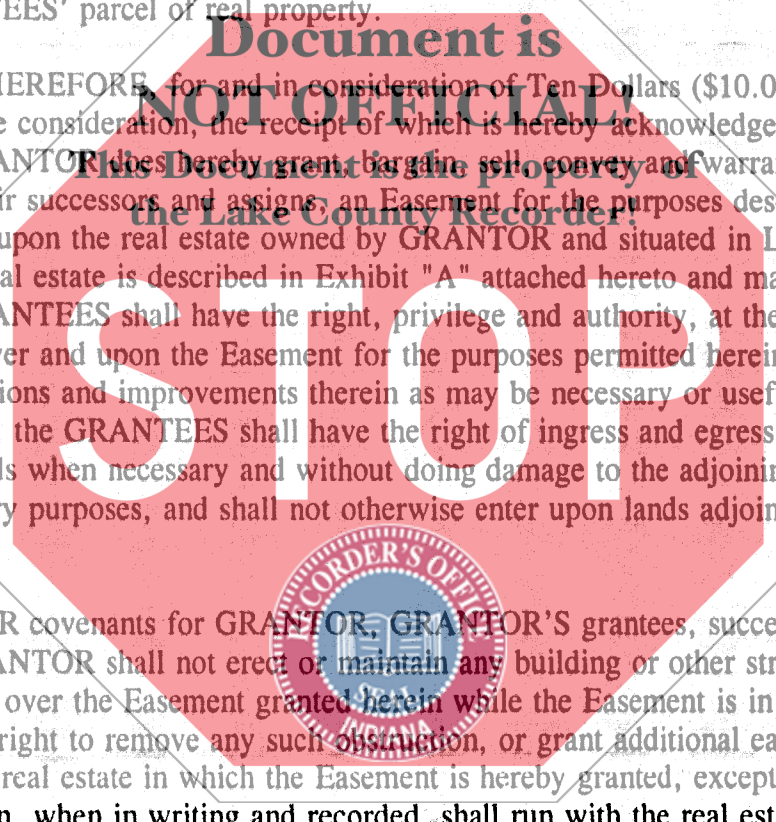 TEES' parcel of real property.
Document is
HEREFORE, for and in consideration of Ten Dollars ($10.0
NOT OFFICIAL!
e consideration, the receipt of which is hereby acknowledge
ANTOR does hereby grant, bargain, sell, convey and warra
This Document is the property of
ir successors and assigns, an Easement for the purposes des
the Lake County Recorder!
upon the real estate owned by GRANTOR and situated in L
al estate is described in Exhibit "A" attached hereto and ma
ANTEES shall have the right, privilege and authority, at the
ver and upon the Easement for the purposes permitted herein
ions and improvements therein as may be necessary or usef
STOP
the GRANTEES shall have the right of ingress and egress
ls when necessary and without doing damage to the adjoinin
y purposes, and shall not otherwise enter upon lands adjoin
RECORDER'S OFFIC
R covenants for GRANTOR, GRANTOR'S grantees, succe
ANTOR shall not erect or maintain any building or other str
SEAL
over the Easement granted herein while the Easement is in
INDIANA
right to remove any such obstruction, or grant additional ea
real estate in which the Easement is hereby granted, except
n, when in writing and recorded, shall run with the real est